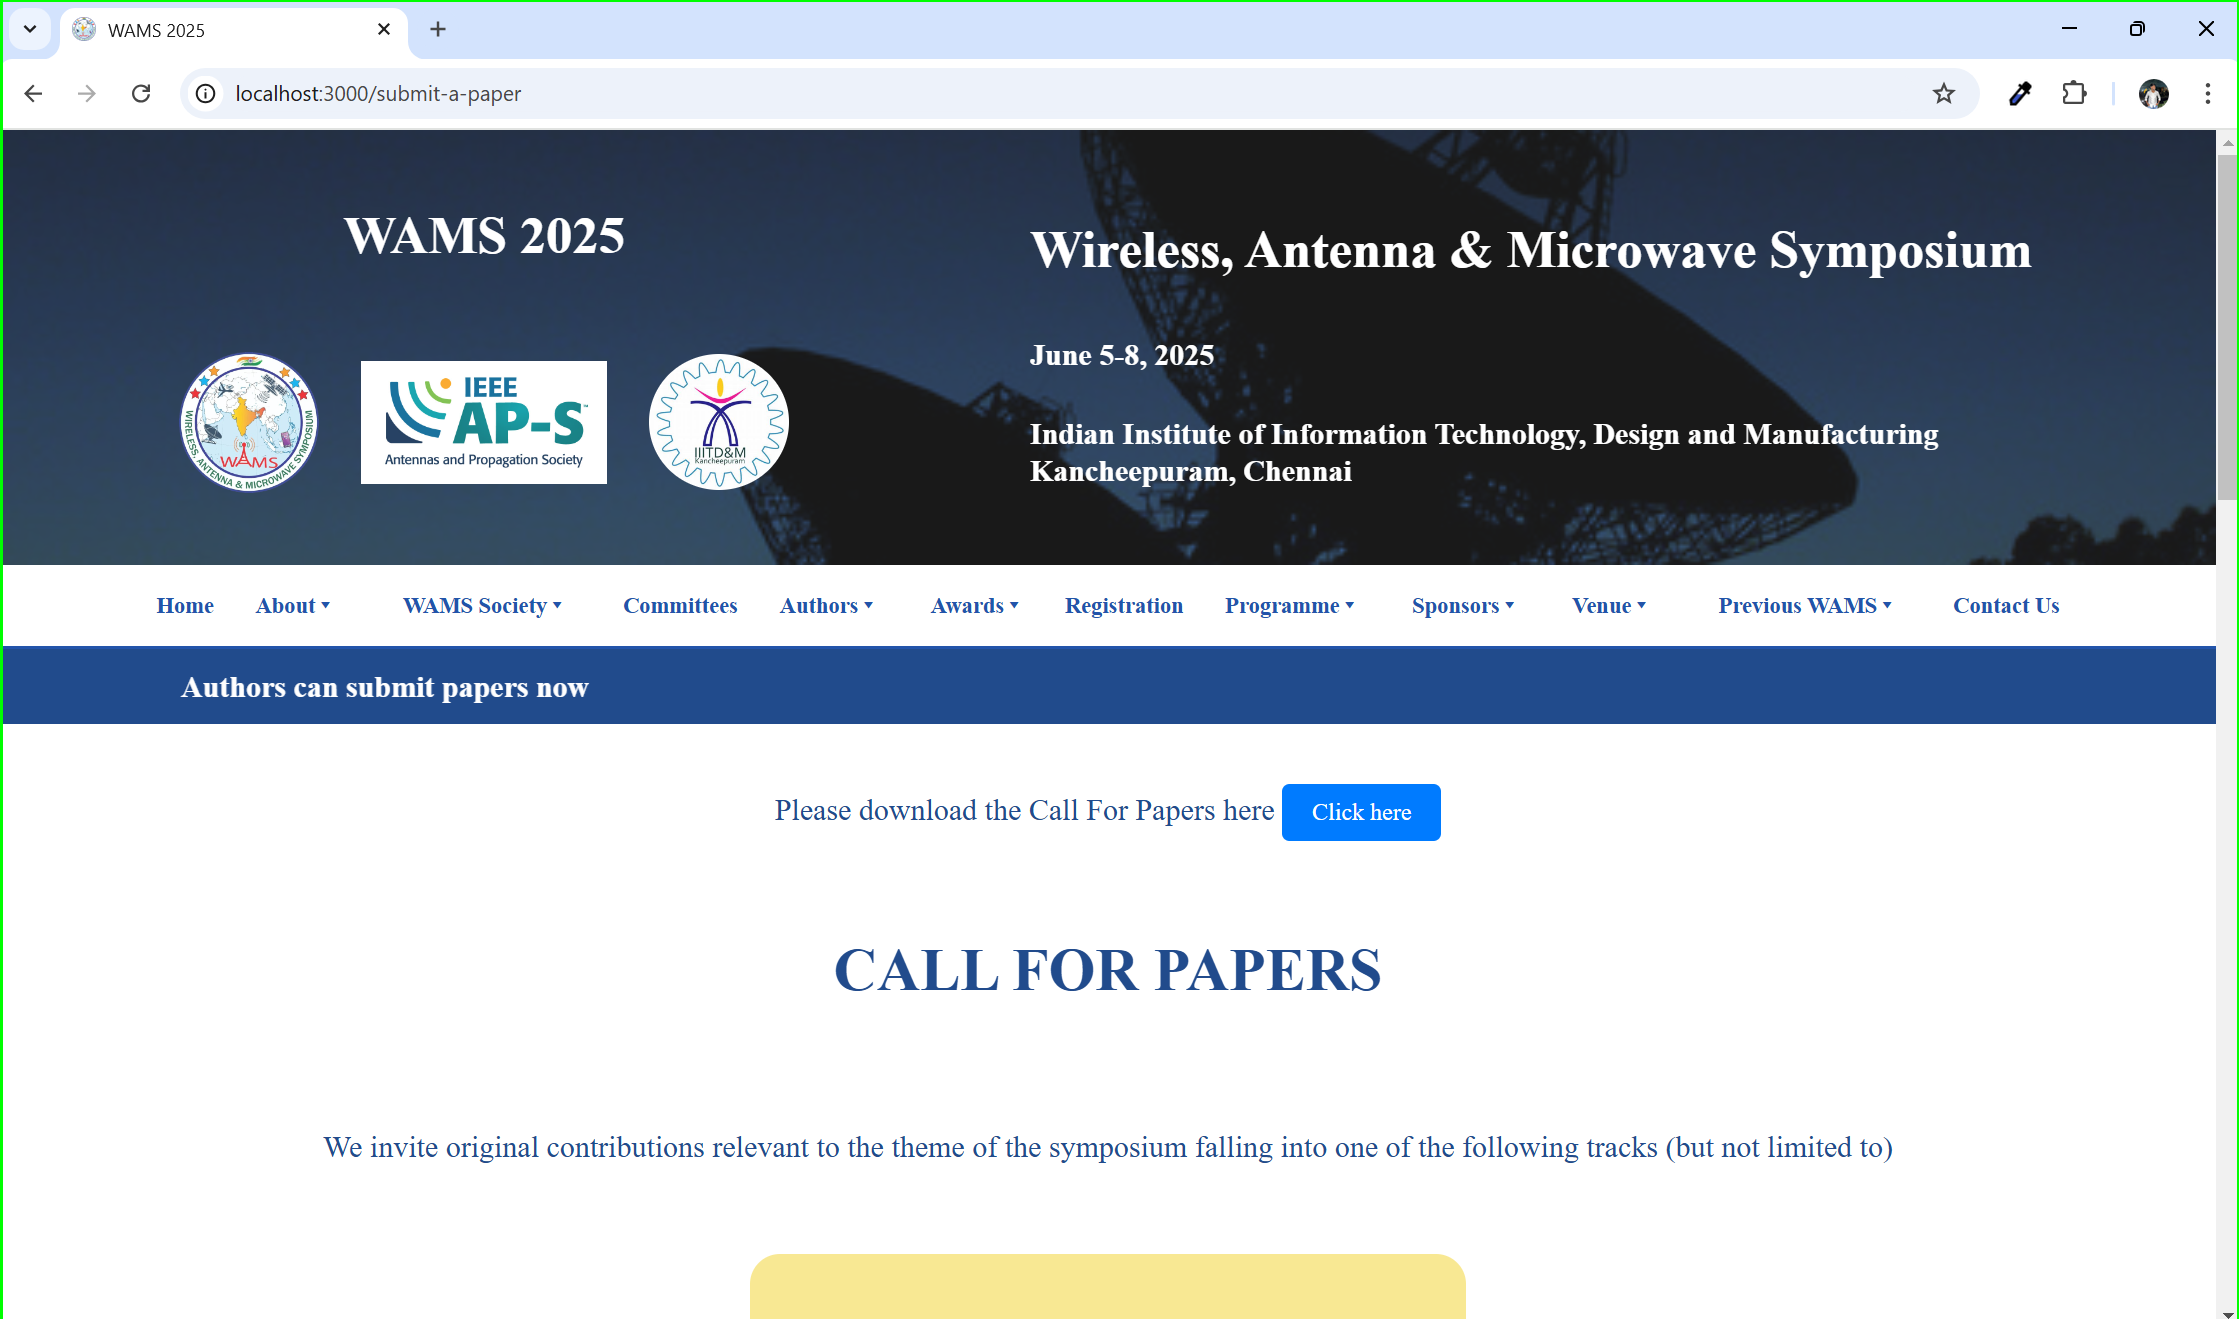 WAMS 2025
localhost:3000/submit-a-paper
WAMS 2025
Wireless, Antenna & Microwave Symposium
June 5-8, 2025
WIRELESS, ANTENNA & MICROWAVE SYMPOSIUM
WAMS
IEEE
AP-S™
Antennas and Propagation Society
IIITD&M
Kancheepuram
Indian Institute of Information Technology, Design and Manufacturing
Kancheepuram, Chennai
Home About WAMS Society Committees Authors Awards Registration Programme Sponsors Venue Previous WAMS Contact Us
Authors can submit papers now
Please download the Call For Papers here Click here
CALL FOR PAPERS
We invite original contributions relevant to the theme of the symposium falling into one of the following tracks (but not limited to)